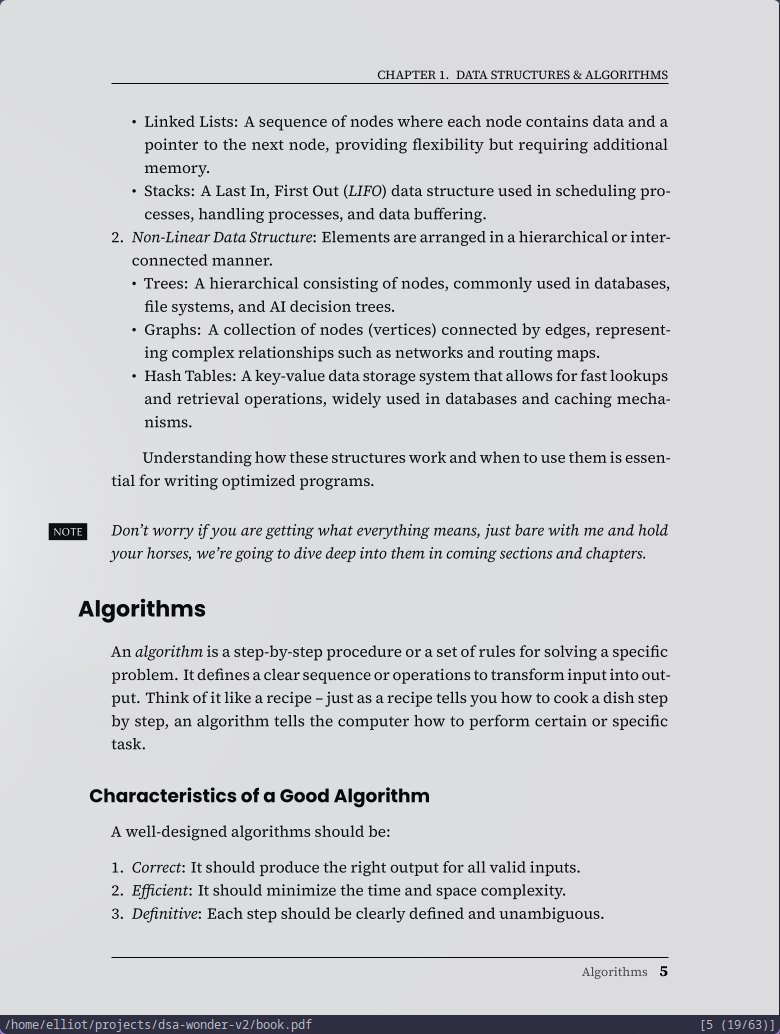 CHAPTER 1. DATA STRUCTURES & ALGORITHMS
• Linked Lists: A sequence of nodes where each node contains data and a
pointer to the next node, providing flexibility but requiring additional
memory.
• Stacks: A Last In, First Out (LIFO) data structure used in scheduling pro-
cesses, handling processes, and data buffering.
2. Non-Linear Data Structure: Elements are arranged in a hierarchical or inter-
connected manner.
• Trees: A hierarchical consisting of nodes, commonly used in databases,
file systems, and AI decision trees.
• Graphs: A collection of nodes (vertices) connected by edges, represent-
ing complex relationships such as networks and routing maps.
• Hash Tables: A key-value data storage system that allows for fast lookups
and retrieval operations, widely used in databases and caching mecha-
nisms.
Understanding how these structures work and when to use them is essen-
tial for writing optimized programs.
NOTE Don't worry if you are getting what everything means, just bare with me and hold
your horses, we're going to dive deep into them in coming sections and chapters.
Algorithms
An algorithm is a step-by-step procedure or a set of rules for solving a specific
problem. It defines a clear sequence or operations to transform input into out-
put. Think of it like a recipe – just as a recipe tells you how to cook a dish step
by step, an algorithm tells the computer how to perform certain or specific
task.
Characteristics of a Good Algorithm
A well-designed algorithms should be:
1. Correct: It should produce the right output for all valid inputs.
2. Efficient: It should minimize the time and space complexity.
3. Definitive: Each step should be clearly defined and unambiguous.
Algorithms 5
/home/elliot/projects/dsa-wonder-v2/book.pdf [5 (19/63)]